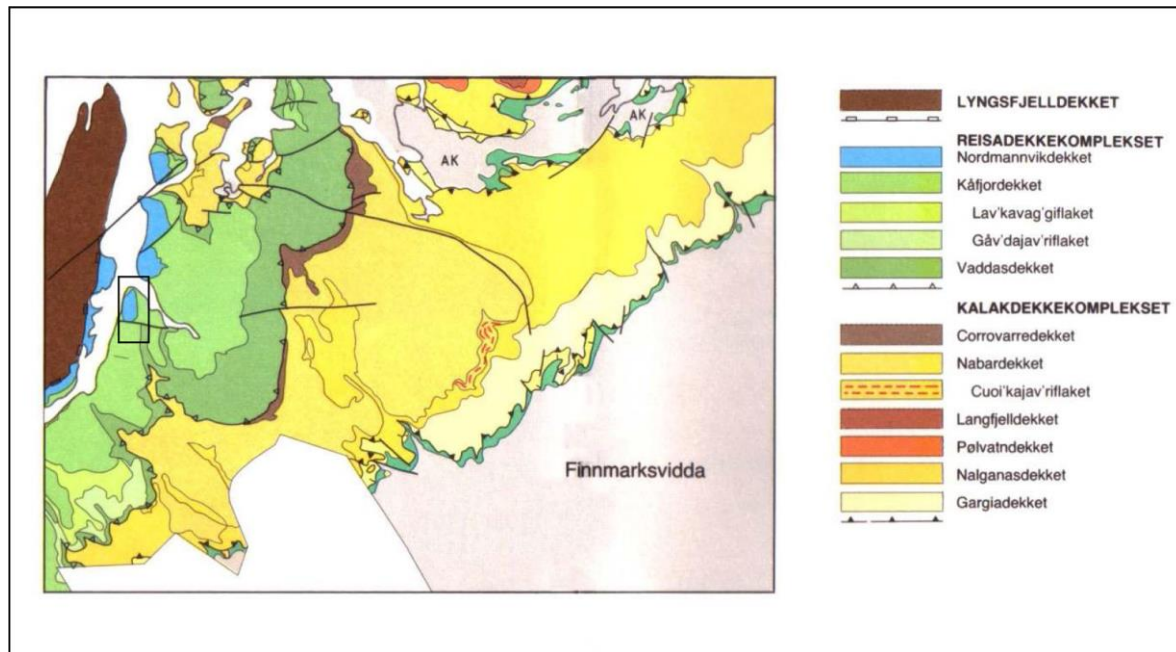 AK
AK
Finnmarksvidda
LYNGSFJELLDEKKET
REISADEKKEKOMPLEKSET
Nordmannvikdekket
Kåfjordekket
Lav'kavag'giflaket
Gåv'dajav'riflaket
Vaddasdekket
KALAKDEKKEKOMPLEKSET
Corrovarredekket
Nabardekket
Cuoi'kajav'riflaket
Langfjelldekket
Pølvatndekket
Nalganasdekket
Gargiadekket